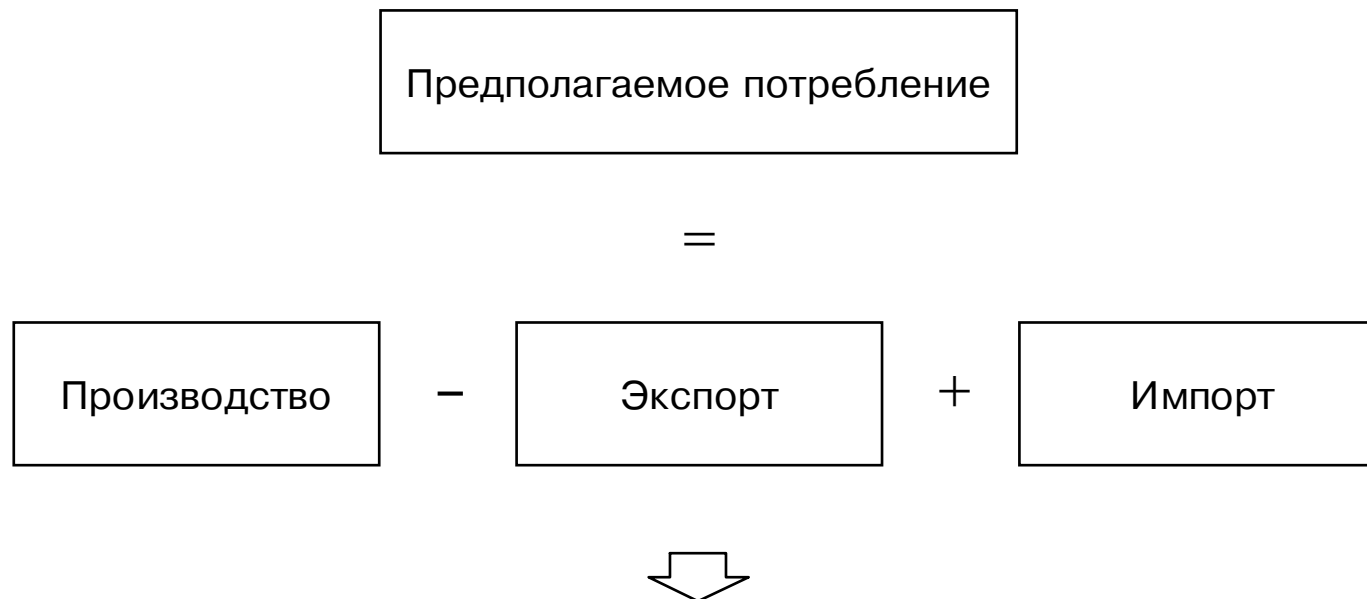 Предполагаемое потребление
=
Производство – Экспорт + Импорт